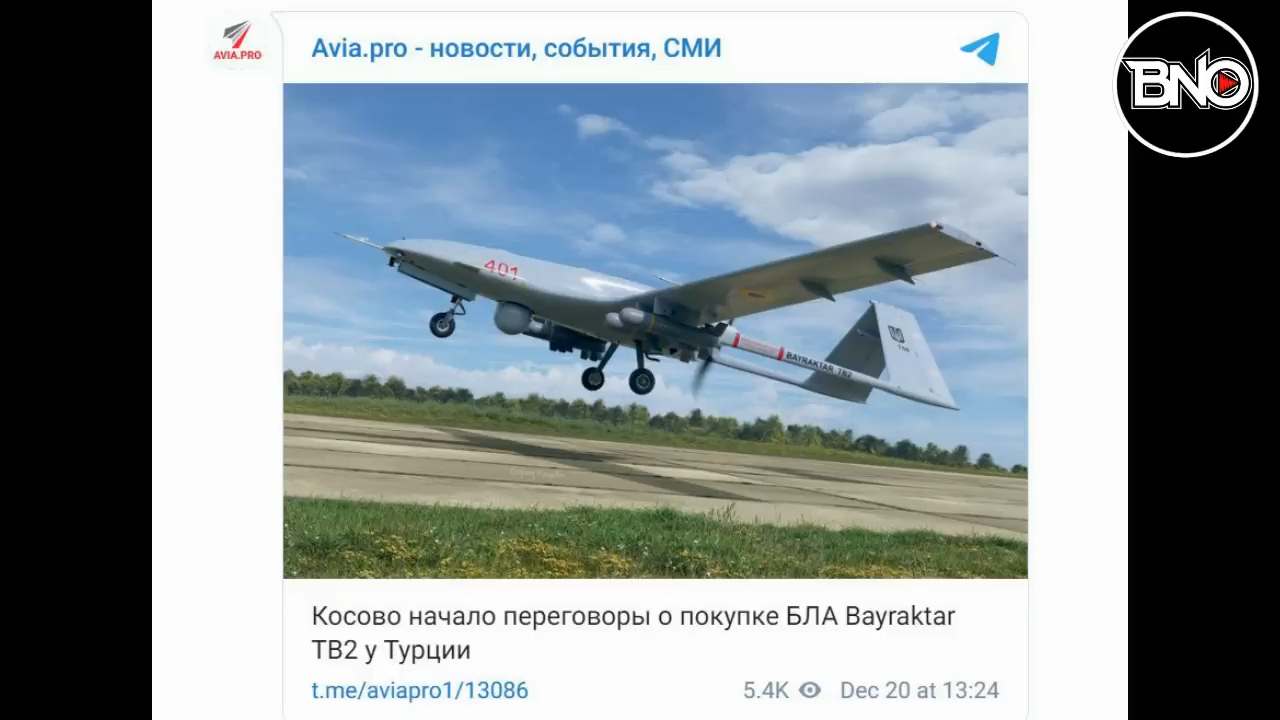 AVIA.PRO
Avia.pro - новости, события, СМИ
BNO
401
BAYRAKTAR TB2
Косово начало переговоры о покупке БЛА Bayraktar
TB2 у Турции
t.me/aviapro1/13086
5.4K
Dec 20 at 13:24